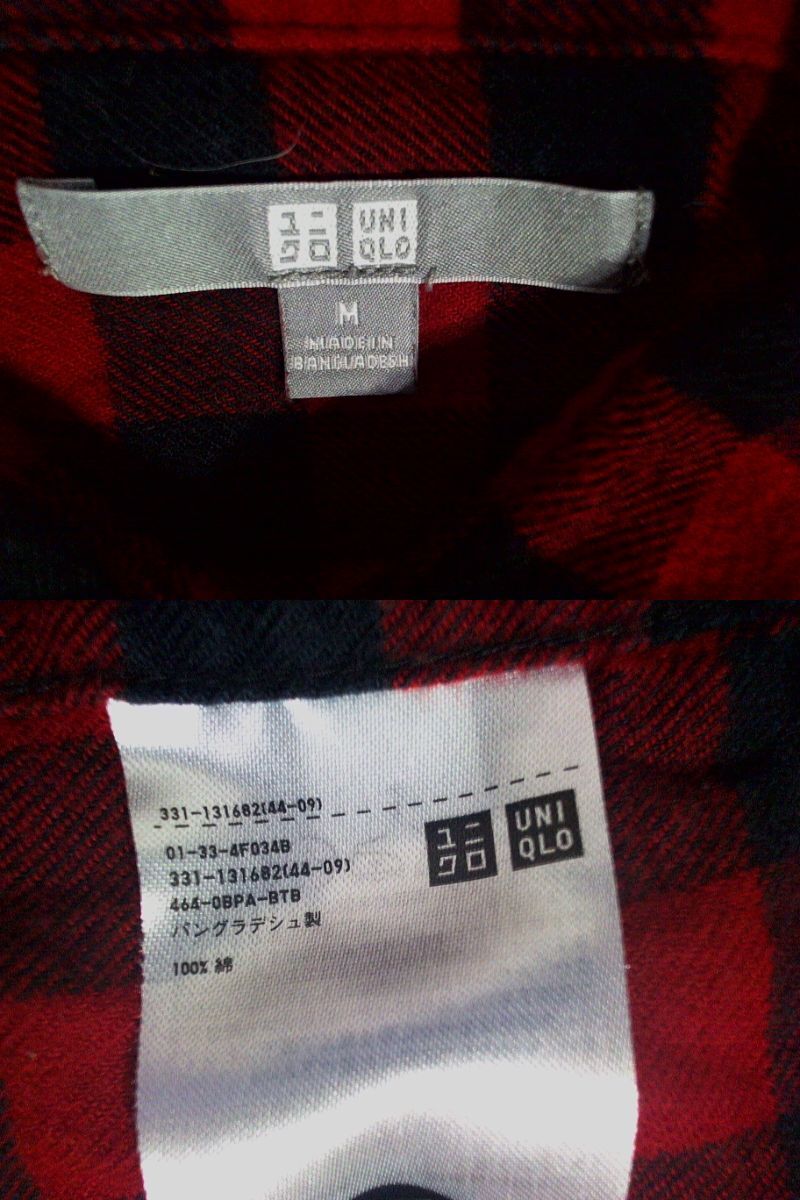 ユニ
クロ
UNI
QLO
M
MADE IN
BANGLADESH
331-131682(44-09)
01-33-4F034B
331-131682(44-09)
464-0BPA-BTB
バングラデシュ製
100% 綿
ユニ
クロ
UNI
QLO